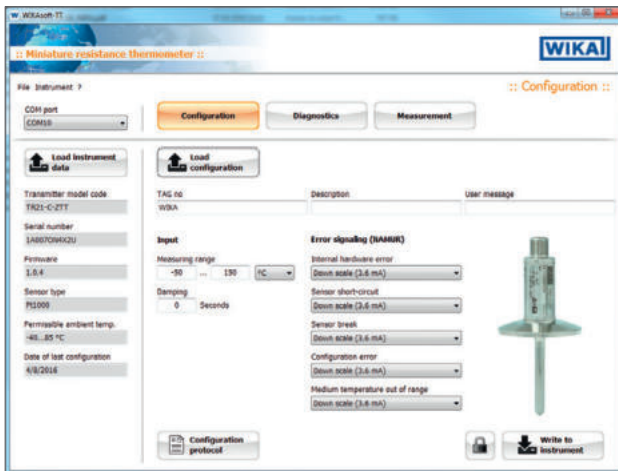 WIKAsoft-TT
:: Miniature resistance thermometer ::
WIKA
File Instrument ?
:: Configuration ::
COM port
COM10
Configuration
Diagnostics
Measurement
Load instrument
data
Load
configuration
Transmitter model code
TR21-C-ZTT
TAG no
WIKA
Description
User message
Serial number
1A007ON4X2U
Firmware
1.0.4
Sensor type
Pt1000
Permissible ambient temp.
-40...85 °C
Date of last configuration
4/8/2016
Input
Measuring range
-50 ... 150 °C
Damping
0 Seconds
Error signaling (NAMUR)
Internal hardware error
Down scale (3.6 mA)
Sensor short-circuit
Down scale (3.6 mA)
Sensor break
Down scale (3.6 mA)
Configuration error
Down scale (3.6 mA)
Medium temperature out of range
Down scale (3.6 mA)
Configuration
protocol
Write to
instrument